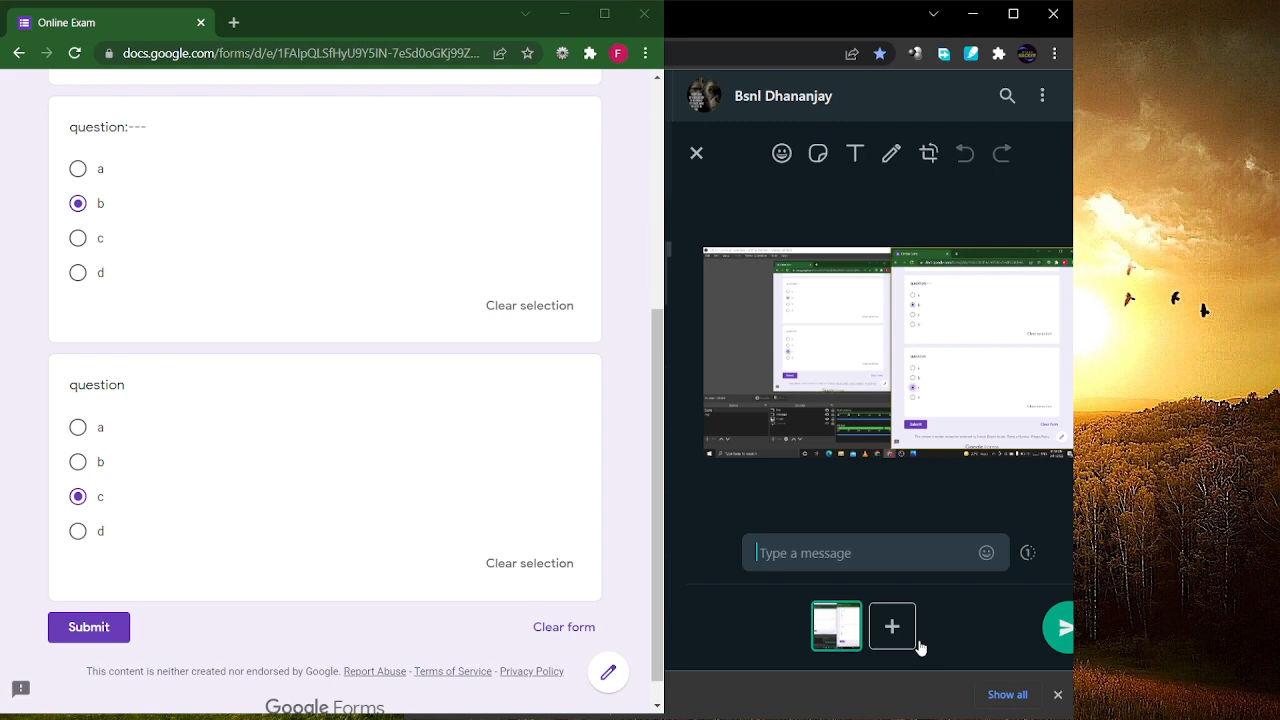 Online Exam
docs.google.com/forms/d/e/1FAIpQLSfHyU9Y5IN-7eSd0oGKj99Z...
F
question:---
a
b
c
d
Clear selection
question
a
b
c
d
Clear selection
Submit
Clear form
This content is neither created nor endorsed by Google. Report Abuse - Terms of Service - Privacy Policy
Google Forms
Bsnl Dhananjay
T
Type a message
1
Show all